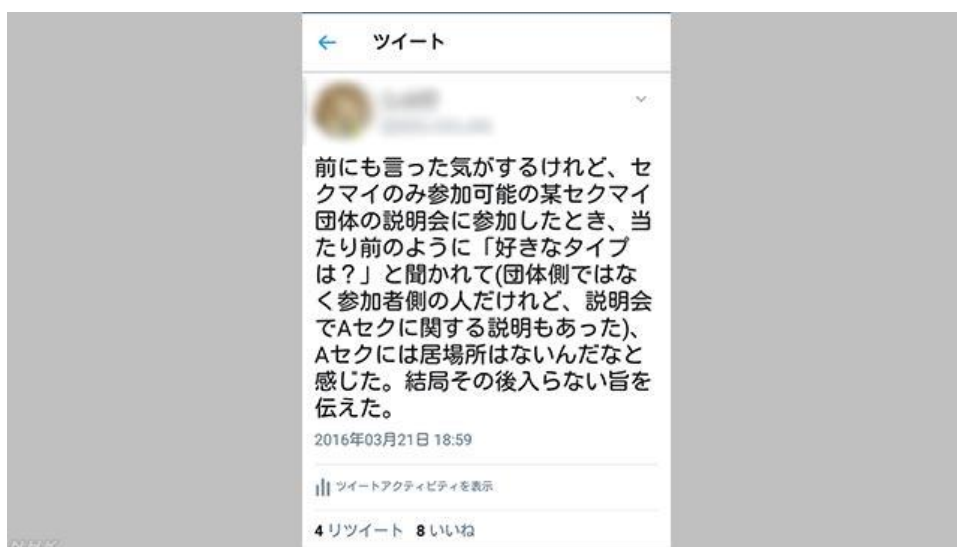 ← ツイート
前にも言った気がするけれど、セ
クマイのみ参加可能の某セクマイ
団体の説明会に参加したとき、当
たり前のように「好きなタイプ
は？」と聞かれて(団体側ではな
く参加者側の人だけれど、説明会
でAセクに関する説明もあった)、
Aセクには居場所はないんだなと
感じた。結局その後入らない旨を
伝えた。
2016年03月21日 18:59
ツイートアクティビティを表示
4 リツイート 8 いいね